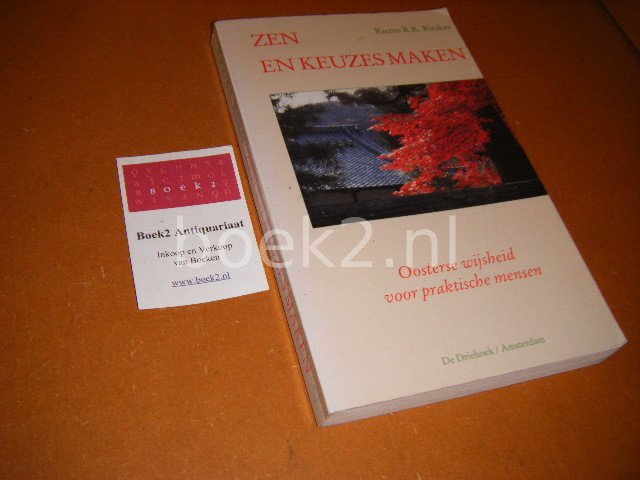 Rients R.R. Ritskes
ZEN
EN KEUZES MAKEN
Oosterse wijsheid
voor praktische mensen
De Driehoek / Amsterdam
boek2
Boek2 Antiquariaat
Inkoop en Verkoop
van Boeken
www.boek2.nl
boek2.nl